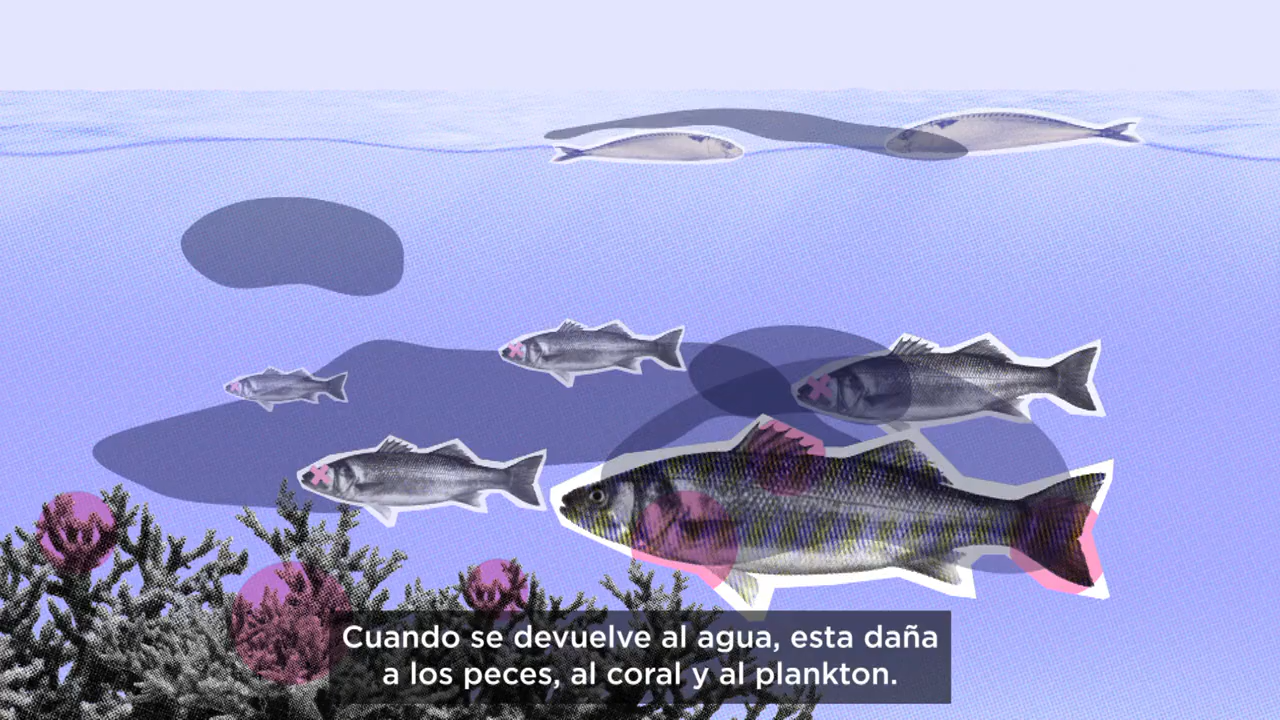 Cuando se devuelve al agua, esta daña
a los peces, al coral y al plankton.